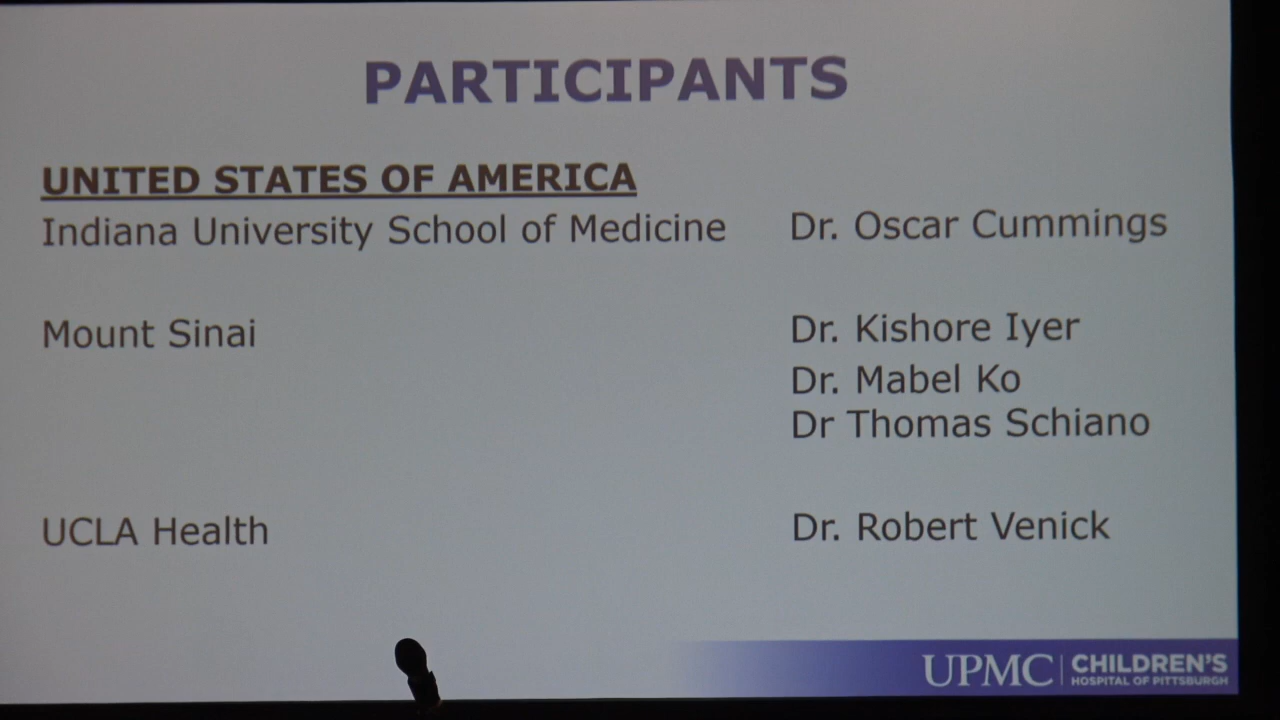 PARTICIPANTS
UNITED STATES OF AMERICA
Indiana University School of Medicine Dr. Oscar Cummings
Mount Sinai Dr. Kishore Iyer
Dr. Mabel Ko
Dr Thomas Schiano
UCLA Health Dr. Robert Venick
UPMC CHILDREN'S
HOSPITAL OF PITTSBURGH